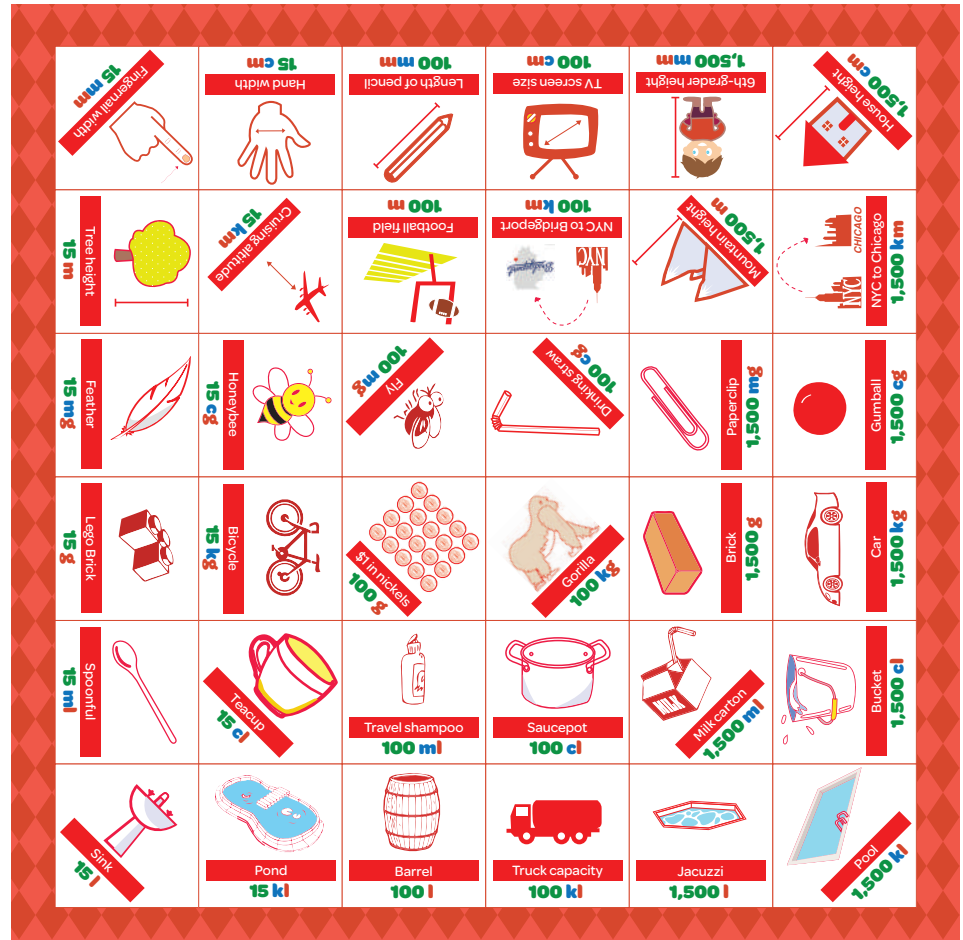 Fingernail width
15 mm
Hand width
15 cm
Length of pencil
100 mm
TV screen size
100 cm
6th-grader height
1,500 mm
House height
1,500 cm
Tree height
15 m
Cruising altitude
15 km
Football field
100 m
NYC to Bridgeport
100 km
Bridgeport
NYC
Mountain height
1,500 m
NYC to Chicago
1,500 km
CHICAGO
NYC
Feather
15 mg
Honeybee
15 cg
Fly
100 mg
Drinking straw
100 cg
Paperclip
1,500 mg
Gumball
1,500 cg
Lego Brick
15 g
Bicycle
15 kg
$1 in nickels
100 g
Gorilla
100 kg
Brick
1,500 g
Car
1,500 kg
Spoonful
15 ml
Teacup
15 cl
Travel shampoo
100 ml
Saucepot
100 cl
Milk carton
1,500 ml
Bucket
1,500 cl
Sink
15 l
Pond
15 kl
Barrel
100 l
Truck capacity
100 kl
Jacuzzi
1,500 l
Pool
1,500 kl